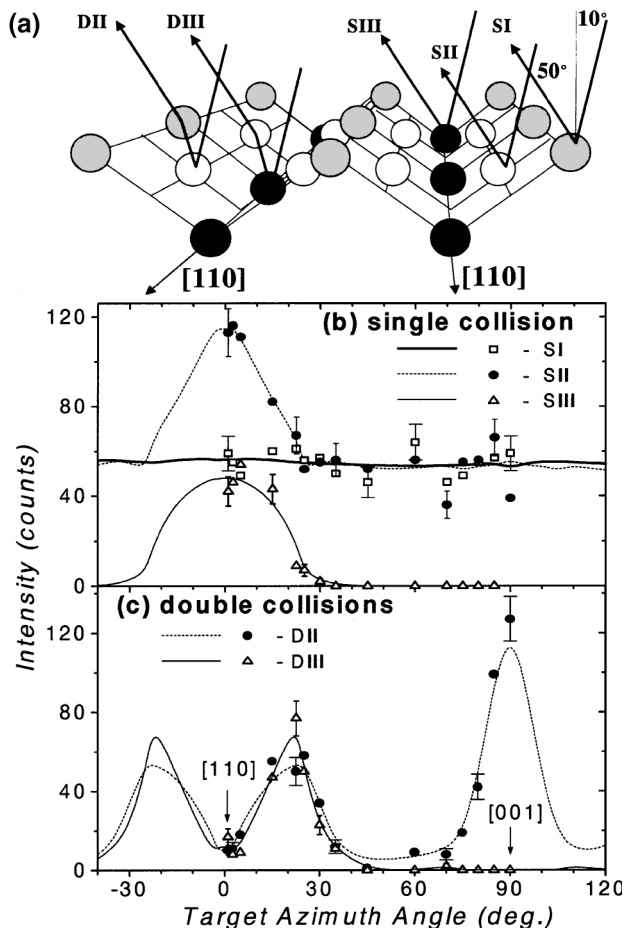 (a)
DII DIII SIII SII SI 10°
50°
[110] [110]
120
(b) single collision
- SI
- SII
- SIII
80
40
0
Intensity (counts)
(c) double collisions
- DII
- DIII
120
80
[110]
[001]
40
0
-30 0 30 60 90 120
Target Azimuth Angle (deg.)